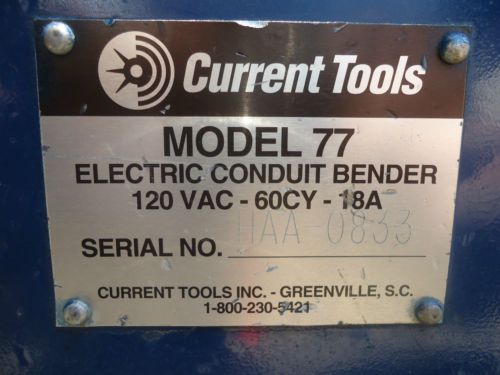 Current Tools
MODEL 77
ELECTRIC CONDUIT BENDER
120 VAC - 60CY - 18A
SERIAL NO. 11AA-0833
CURRENT TOOLS INC. - GREENVILLE, S.C.
1-800-230-5421